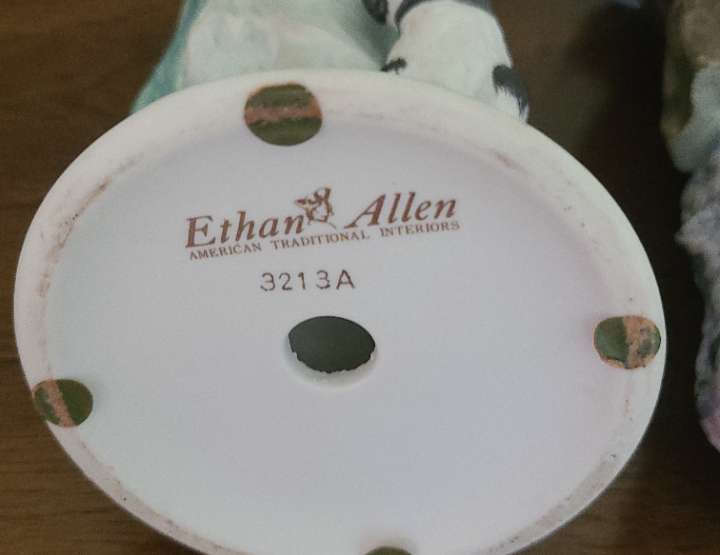 Ethan Allen
AMERICAN TRADITIONAL INTERIORS
3213A